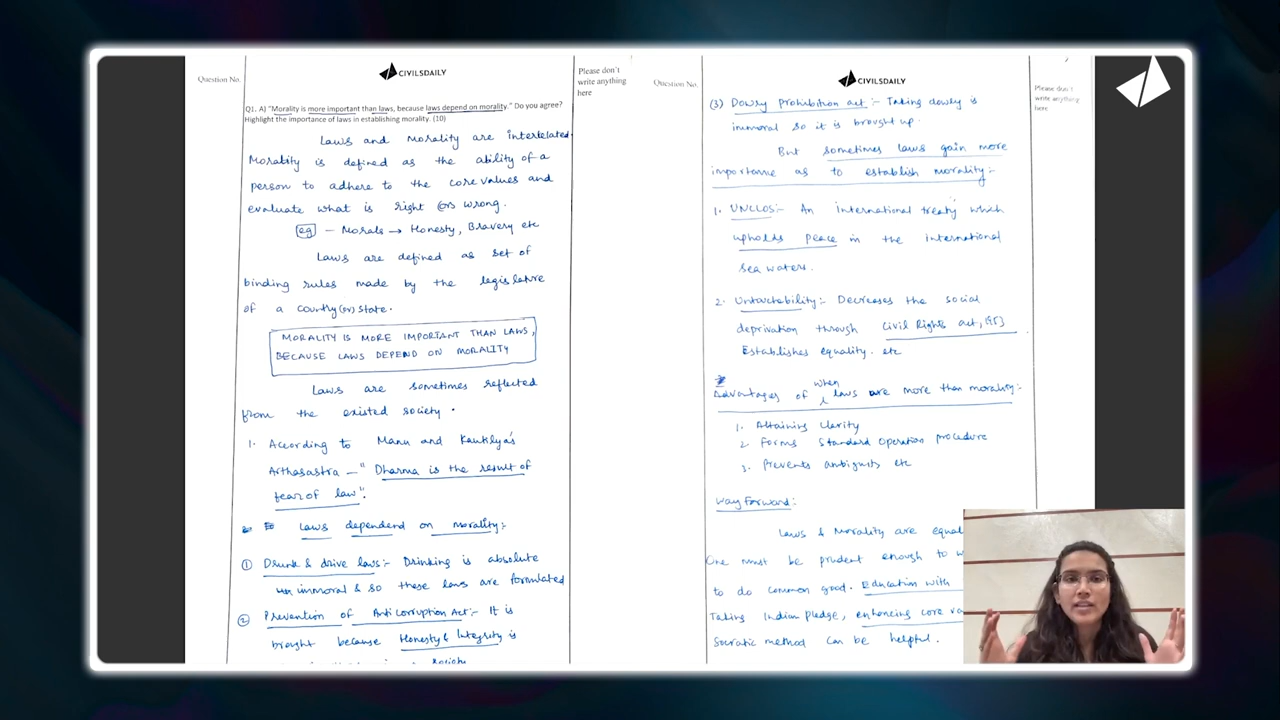 Question No.
CIVILSDAILY
Please don't
write anything
here
Q1. A) "Morality is more important than laws, because laws depend on morality." Do you agree?
Highlight the importance of laws in establishing morality. (10)
Laws and morality are interelated.
Morality is defined as the ability of a
person to adhere to the core values and
evaluate what is right (or) wrong.
eg - Morals → Honesty, Bravery etc
Laws are defined as set of
binding rules made by the legislatre
of a country (or) state.
MORALITY IS MORE IMPORTANT THAN LAWS,
BECAUSE LAWS DEPEND ON MORALITY
Laws are sometimes reflected
from the existed society.
1. According to Manu and Kautilya's
Arthasastra - "Dharma is the result of
fear of law".
Laws dependend on morality:-
① Drunk & drive laws:- Drinking is absolute
immoral & so these laws are formulated
② Prevention of Anti Corruption Act:- It is
brought because Honesty & Integrity is
society
Question No.
CIVILSDAILY
Please don't
write anything
here
(3) Dowry Prohibition act:- Taking dowry is
immoral so it is brought up.
But sometimes laws gain more
importance as to establish morality:-
1. UNCLOS:- An international treaty which
upholds peace in the International
sea waters.
2. Untouchability:- Decreases the social
deprivation through Civil Rights act,
Establishes equality. etc
Advantages of when laws are more than morality:-
1. Attaining clarity
2. Forms Standard operation procedure
3. Prevents ambiguity etc
Way Forward:
Laws & Morality are equal
One must be prudent enough to
to do common good. Education with
Taking Indian Pledge, enhancing core
Socratic method can be helpful.